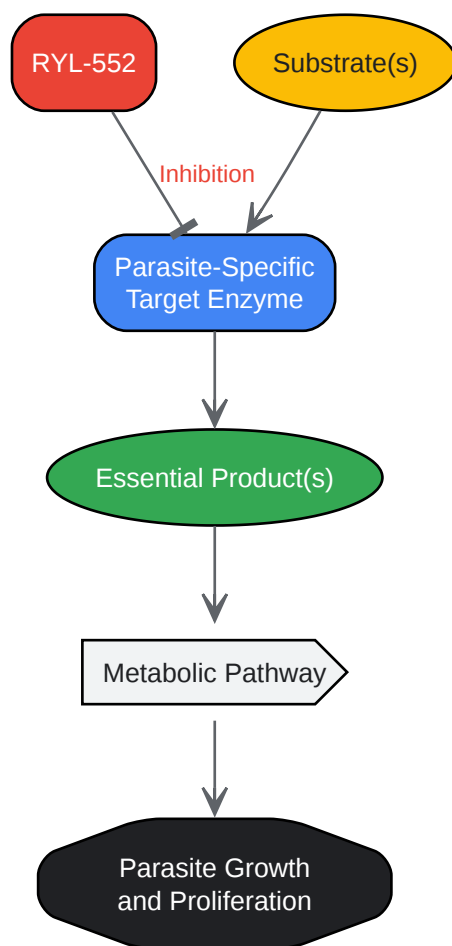 RYL-552
Substrate(s)
Inhibition
Parasite-Specific
Target Enzyme
Essential Product(s)
Metabolic Pathway
Parasite Growth
and Proliferation